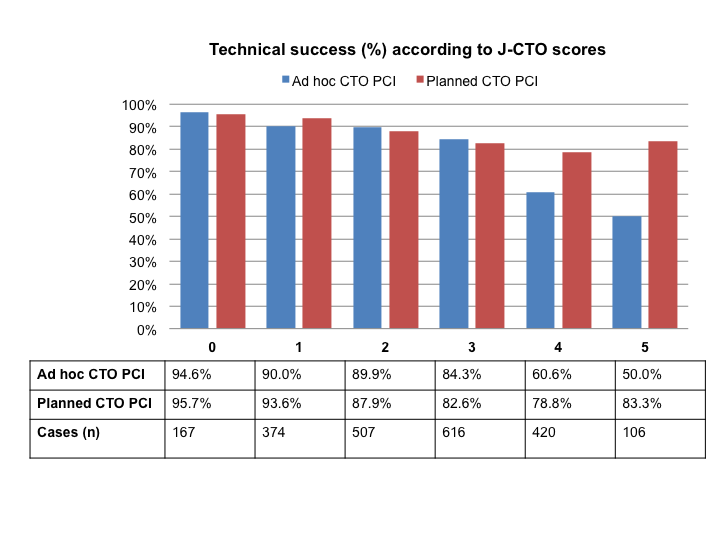 Technical success (%) according to J-CTO scores
Ad hoc CTO PCI Planned CTO PCI
100%
90%
80%
70%
60%
50%
40%
30%
20%
10%
0%
0 1 2 3 4 5
Ad hoc CTO PCI 94.6% 90.0% 89.9% 84.3% 60.6% 50.0%
Planned CTO PCI 95.7% 93.6% 87.9% 82.6% 78.8% 83.3%
Cases (n) 167 374 507 616 420 106